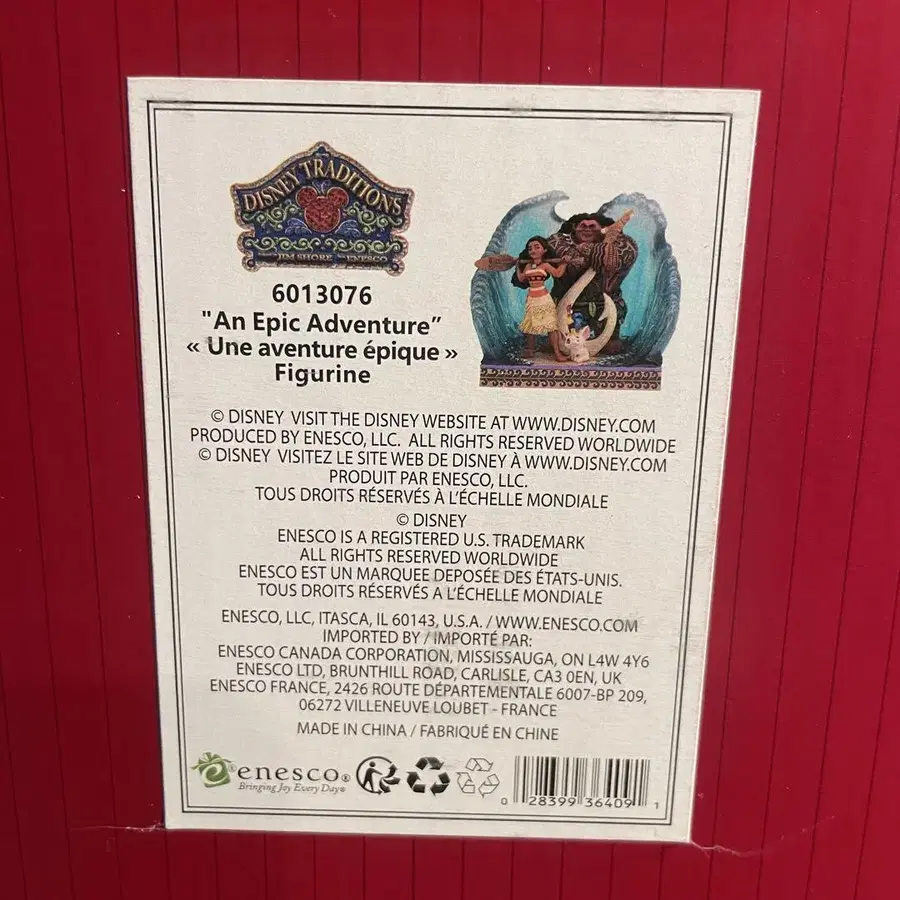 DISNEY TRADITIONS
JIM SHORE ENESCO
6013076
"An Epic Adventure”
« Une aventure épique »
Figurine
© DISNEY VISIT THE DISNEY WEBSITE AT WWW.DISNEY.COM
PRODUCED BY ENESCO, LLC. ALL RIGHTS RESERVED WORLDWIDE
© DISNEY VISITEZ LE SITE WEB DE DISNEY À WWW.DISNEY.COM
PRODUIT PAR ENESCO, LLC.
TOUS DROITS RÉSERVÉS À L'ÉCHELLE MONDIALE
© DISNEY
ENESCO IS A REGISTERED U.S. TRADEMARK
ALL RIGHTS RESERVED WORLDWIDE
ENESCO EST UN MARQUEE DEPOSÉE DES ÉTATS-UNIS.
TOUS DROITS RÉSERVÉS A L'ÉCHELLE MONDIALE
ENESCO, LLC, ITASCA, IL 60143, U.S.A. / WWW.ENESCO.COM
IMPORTED BY / IMPORTÉ PAR:
ENESCO CANADA CORPORATION, MISSISSAUGA, ON L4W 4Y6
ENESCO LTD, BRUNTHILL ROAD, CARLISLE, CA3 0EN, UK
ENESCO FRANCE, 2426 ROUTE DÉPARTEMENTALE 6007-BP 209,
06272 VILLENEUVE LOUBET - FRANCE
MADE IN CHINA / FABRIQUÉ EN CHINE
enesco®
Bringing Joy Every Day®
0 28399 36409 1